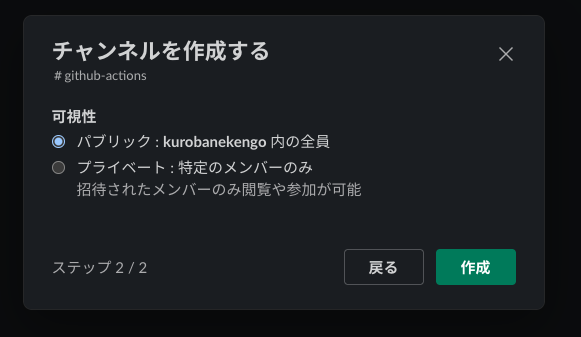 チャンネルを作成する
# github-actions
可視性
パブリック : kurobanekengo 内の全員
プライベート : 特定のメンバーのみ
招待されたメンバーのみ閲覧や参加が可能
ステップ 2 / 2
戻る
作成